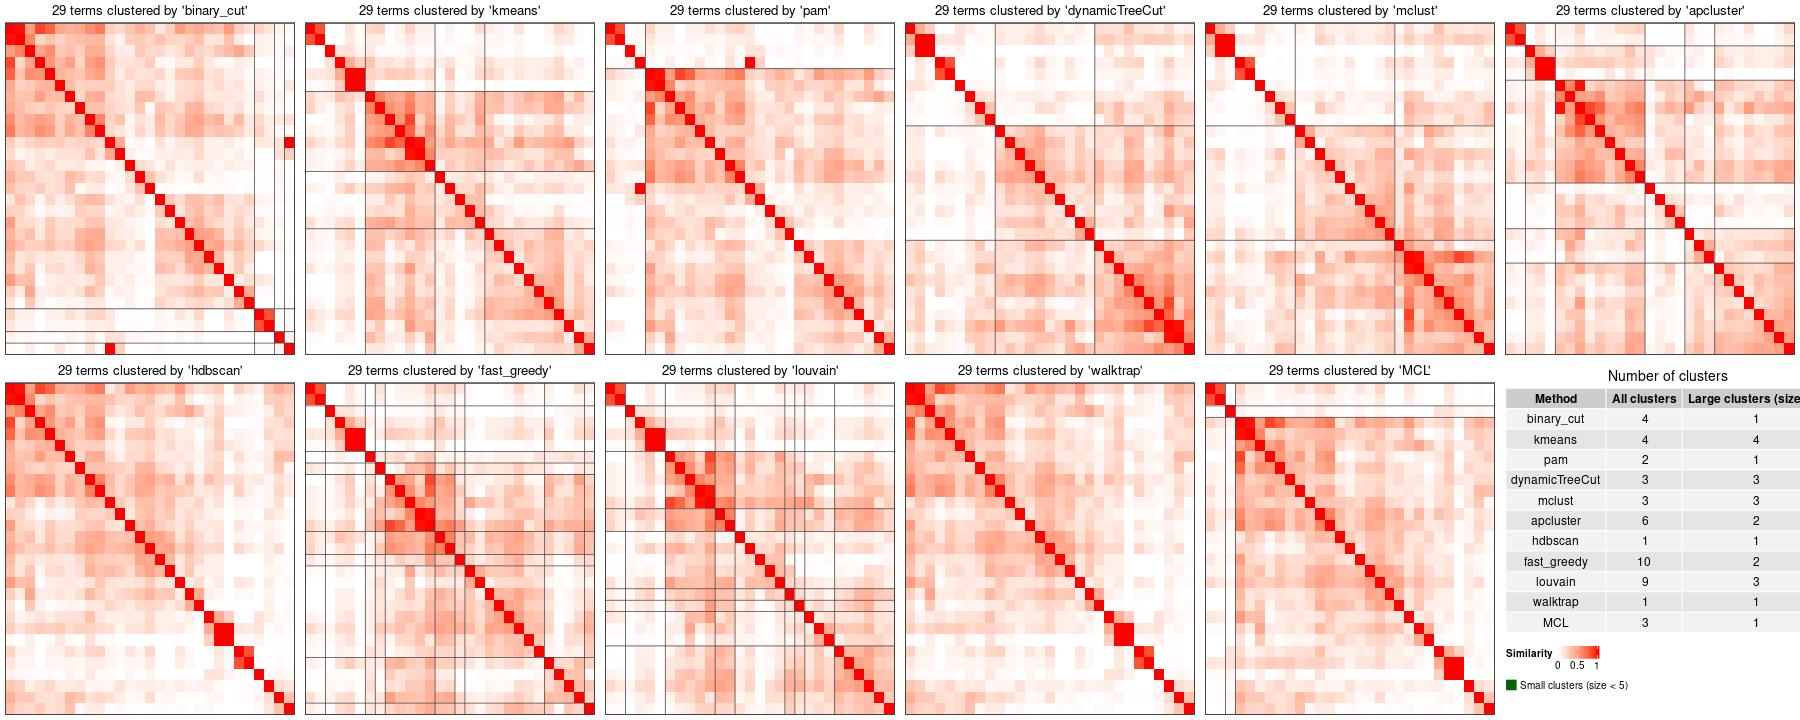 29 terms clustered by 'binary_cut'
29 terms clustered by 'kmeans'
29 terms clustered by 'pam'
29 terms clustered by 'dynamicTreeCut'
29 terms clustered by 'mclust'
29 terms clustered by 'apcluster'
29 terms clustered by 'hdbscan'
29 terms clustered by 'fast_greedy'
29 terms clustered by 'louvain'
29 terms clustered by 'walktrap'
29 terms clustered by 'MCL'
Number of clusters
Method All clusters Large clusters (size
binary_cut 4 1
kmeans 4 4
pam 2 1
dynamicTreeCut 3 3
mclust 3 3
apcluster 6 2
hdbscan 1 1
fast_greedy 10 2
louvain 9 3
walktrap 1 1
MCL 3 1
Similarity
0 0.5 1
Small clusters (size < 5)